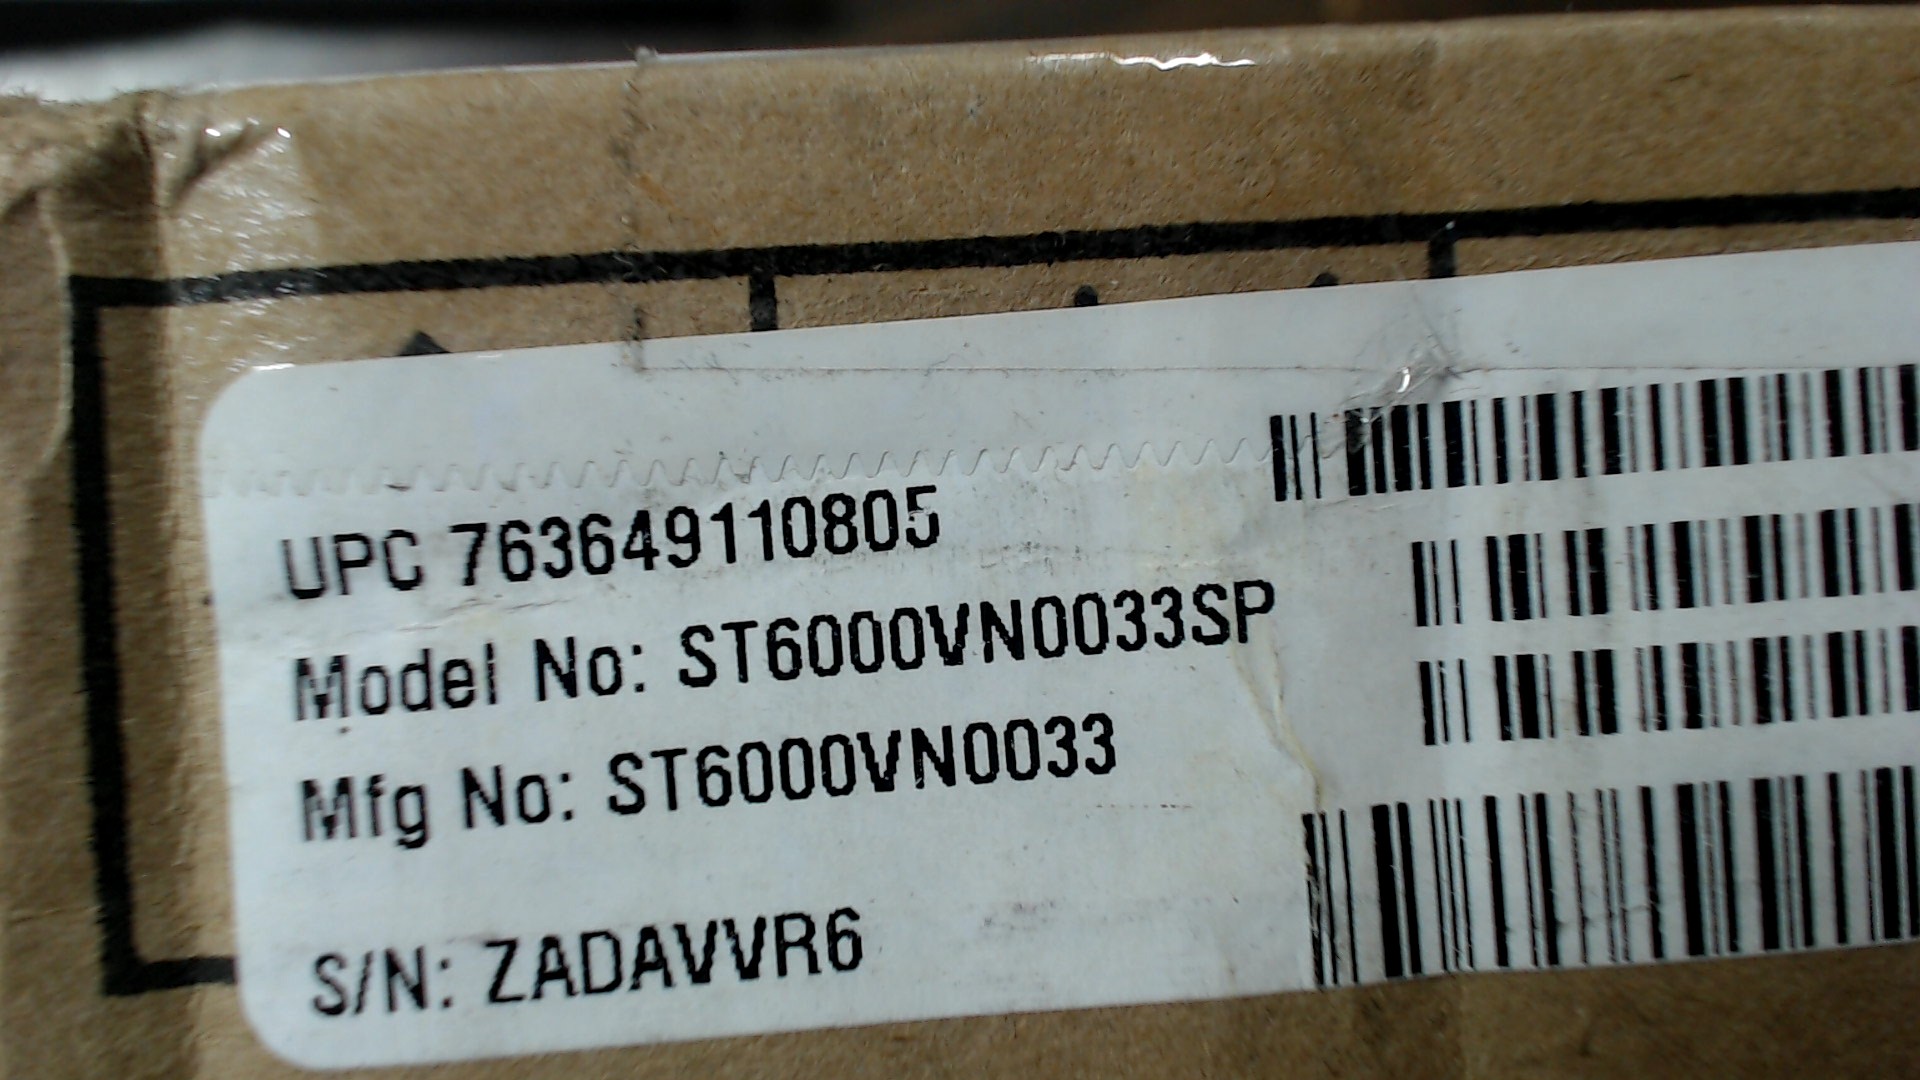 UPC 763649110805
Model No: ST6000VN0033SP
Mfg No: ST6000VN0033
S/N: ZADAVVR6